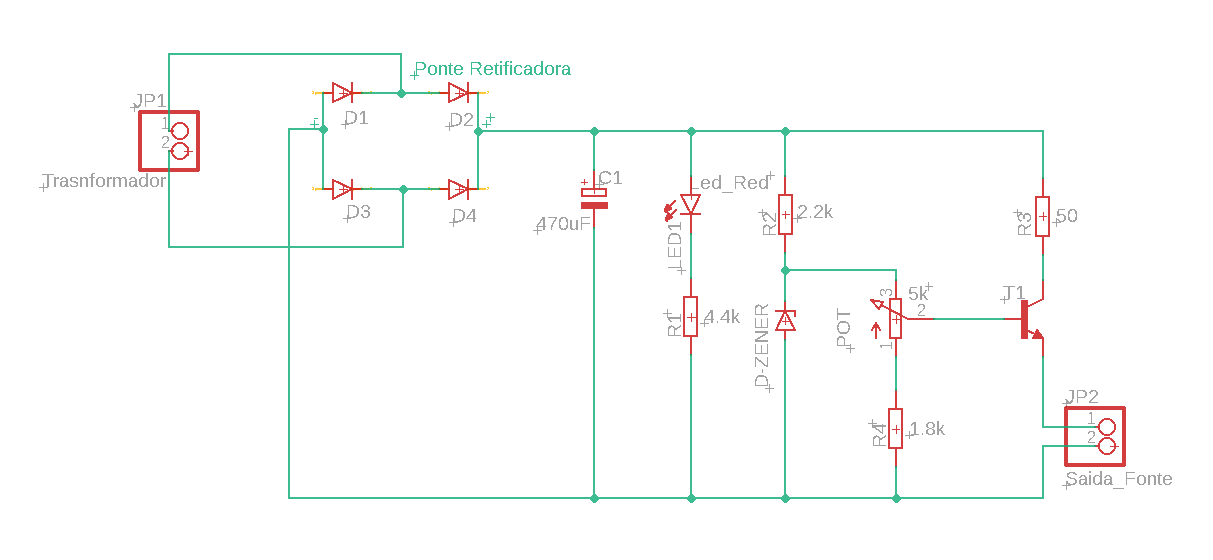 Ponte Retificadora
JP1
1
2
Trasnformador
D1
D2
D3
D4
-
+
+
C1
470uF
Led_Red
LED1
R1
4.4k
R2
2.2k
D-ZENER
POT
3
5k
2
1
R4
1.8k
R3
50
T1
JP2
1
2
Saida_Fonte